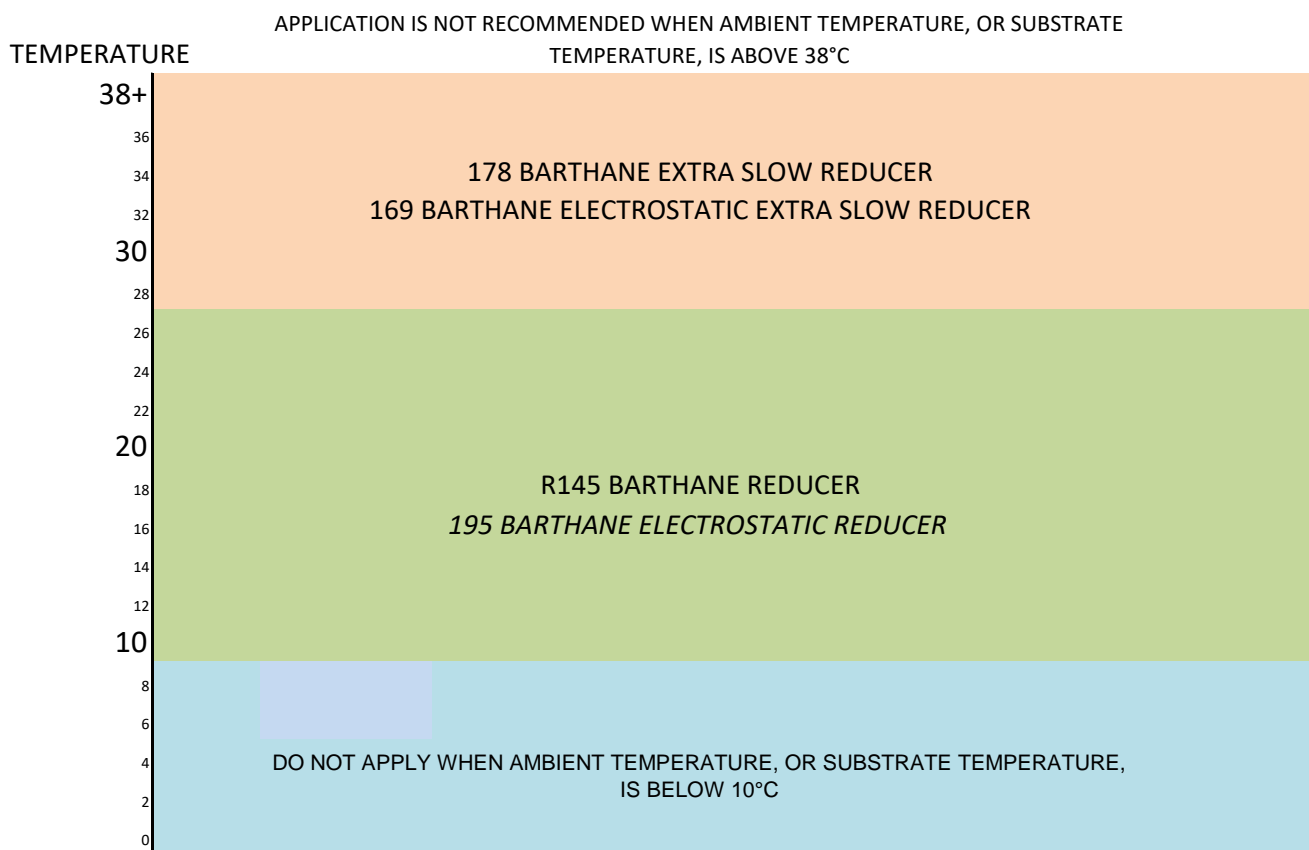 APPLICATION IS NOT RECOMMENDED WHEN AMBIENT TEMPERATURE, OR SUBSTRATE
TEMPERATURE, IS ABOVE 38°C
TEMPERATURE
38+
36
34
32
30
28
26
24
22
20
18
16
14
12
10
8
6
4
2
0
178 BARTHANE EXTRA SLOW REDUCER
169 BARTHANE ELECTROSTATIC EXTRA SLOW REDUCER
R145 BARTHANE REDUCER
195 BARTHANE ELECTROSTATIC REDUCER
DO NOT APPLY WHEN AMBIENT TEMPERATURE, OR SUBSTRATE TEMPERATURE,
IS BELOW 10°C